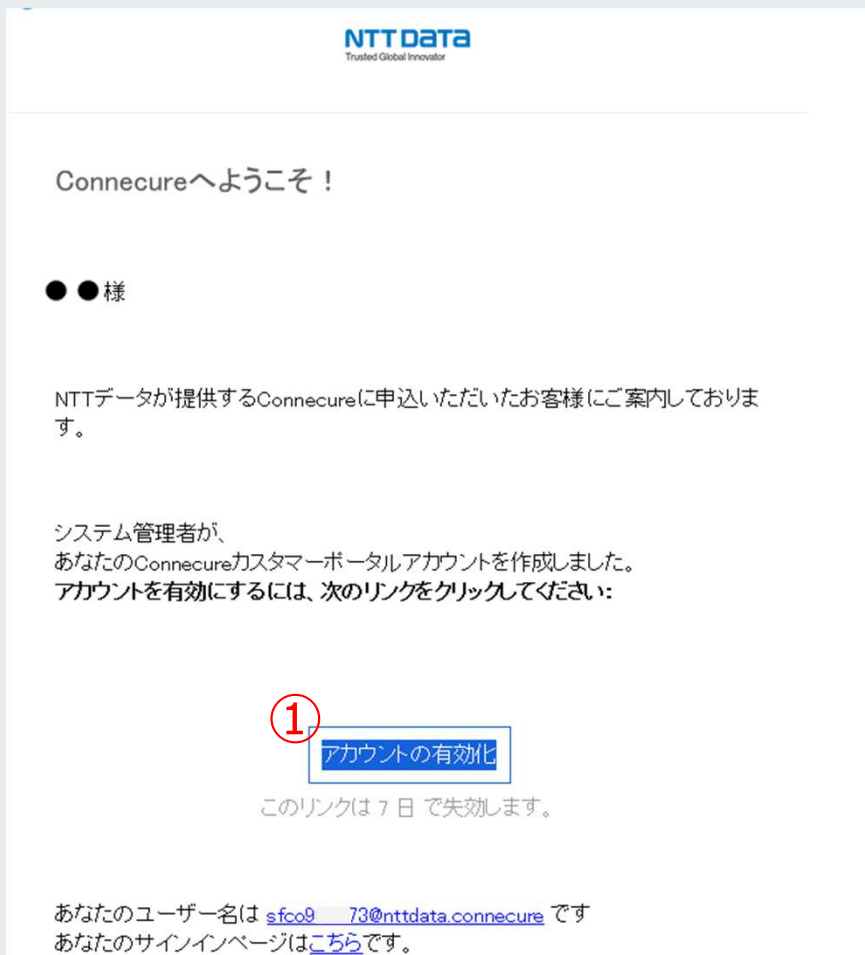 NTT DATA
Trusted Global Innovator
Connecureへようこそ！
●●様
NTTデータが提供するConnecureに申込いただいたお客様にご案内しておりま
す。
システム管理者が、
あなたのConnecureカスタマーポータルアカウントを作成しました。
アカウントを有効にするには、次のリンクをクリックしてください：
①
アカウントの有効化
このリンクは 7 日 で失効します。
あなたのユーザー名は sfco9 73@nttdata.connecure です
あなたのサインインページはこちらです。